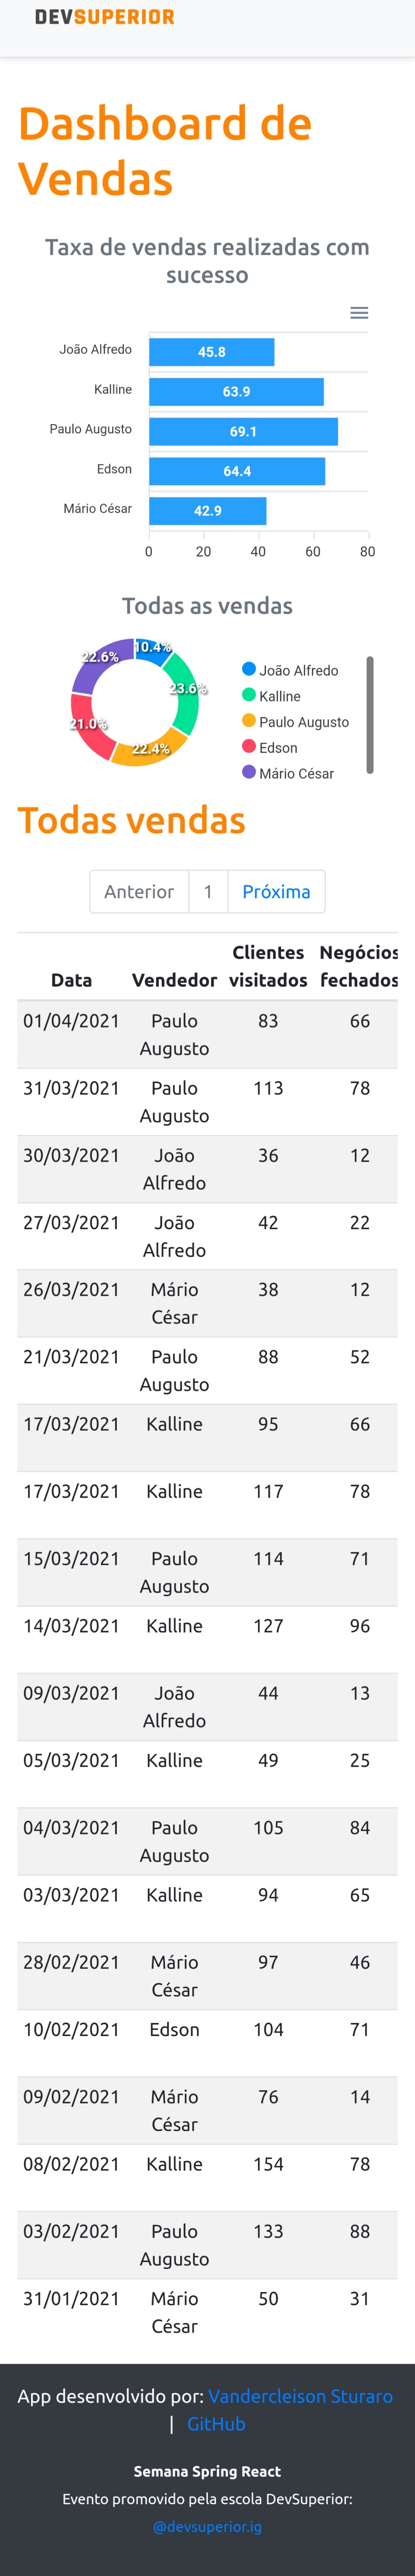 DEVSUPERIOR
Dashboard de
Vendas
Taxa de vendas realizadas com
sucesso
João Alfredo
45.8
Kalline
63.9
Paulo Augusto
69.1
Edson
64.4
Mário César
42.9
0 20 40 60 80
Todas as vendas
10.4%
23.6%
22.4%
21.0%
22.6%
João Alfredo
Kalline
Paulo Augusto
Edson
Mário César
Todas vendas
Anterior 1 Próxima
Clientes Negócios
Data Vendedor visitados fechados
01/04/2021 Paulo 83 66
Augusto
31/03/2021 Paulo 113 78
Augusto
30/03/2021 João 36 12
Alfredo
27/03/2021 João 42 22
Alfredo
26/03/2021 Mário 38 12
César
21/03/2021 Paulo 88 52
Augusto
17/03/2021 Kalline 95 66
17/03/2021 Kalline 117 78
15/03/2021 Paulo 114 71
Augusto
14/03/2021 Kalline 127 96
09/03/2021 João 44 13
Alfredo
05/03/2021 Kalline 49 25
04/03/2021 Paulo 105 84
Augusto
03/03/2021 Kalline 94 65
28/02/2021 Mário 97 46
César
10/02/2021 Edson 104 71
09/02/2021 Mário 76 14
César
08/02/2021 Kalline 154 78
03/02/2021 Paulo 133 88
Augusto
31/01/2021 Mário 50 31
César
App desenvolvido por: Vandercleison Sturaro
| GitHub
Semana Spring React
Evento promovido pela escola DevSuperior:
@devsuperior.ig